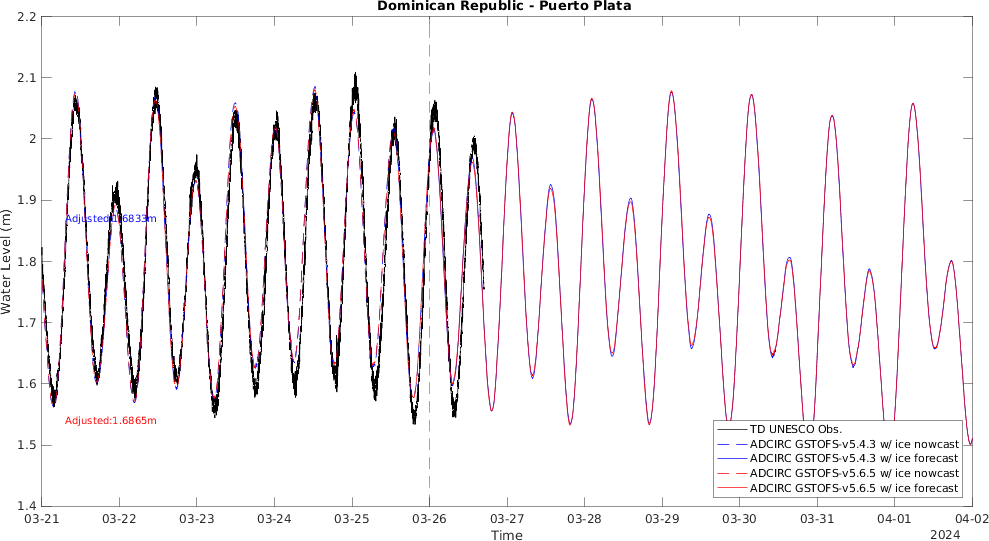 Dominican Republic - Puerto Plata
2.2
2.1
2
1.9
1.8
1.7
1.6
1.5
1.4
Water Level (m)
Adjusted:1.6833m
Adjusted:1.6865m
TD UNESCO Obs.
ADCIRC GSTOFS-v5.4.3 w/ ice nowcast
ADCIRC GSTOFS-v5.4.3 w/ ice forecast
ADCIRC GSTOFS-v5.6.5 w/ ice nowcast
ADCIRC GSTOFS-v5.6.5 w/ ice forecast
03-21 03-22 03-23 03-24 03-25 03-26 03-27 03-28 03-29 03-30 03-31 04-01 04-02
Time
2024